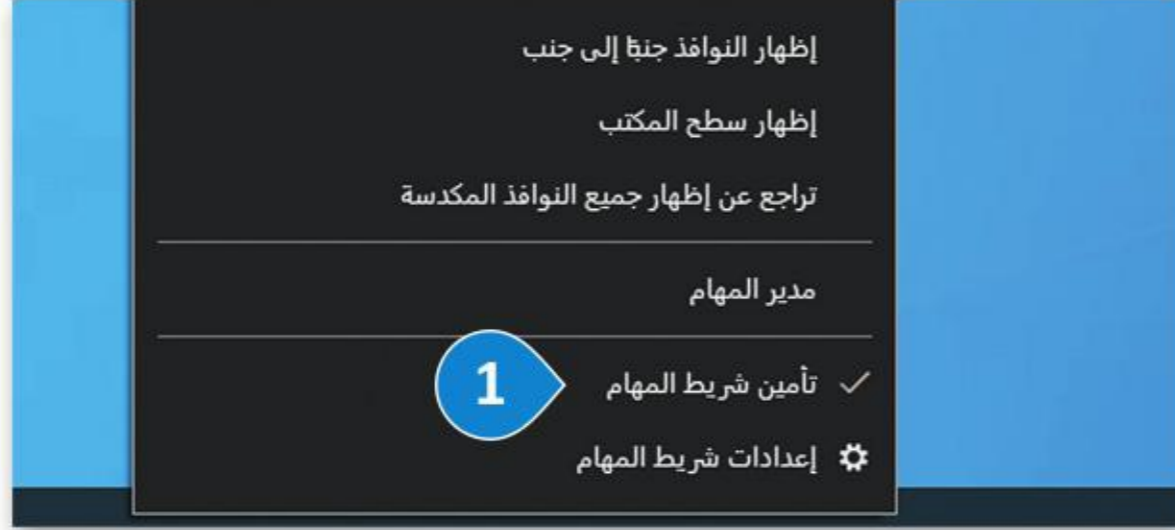 إظهار النوافذ جنبًا إلى جنب
إظهار سطح المكتب
تراجع عن إظهار جميع النوافذ المكدسة
مدير المهام
تأمين شريط المهام
1
إعدادات شريط المهام